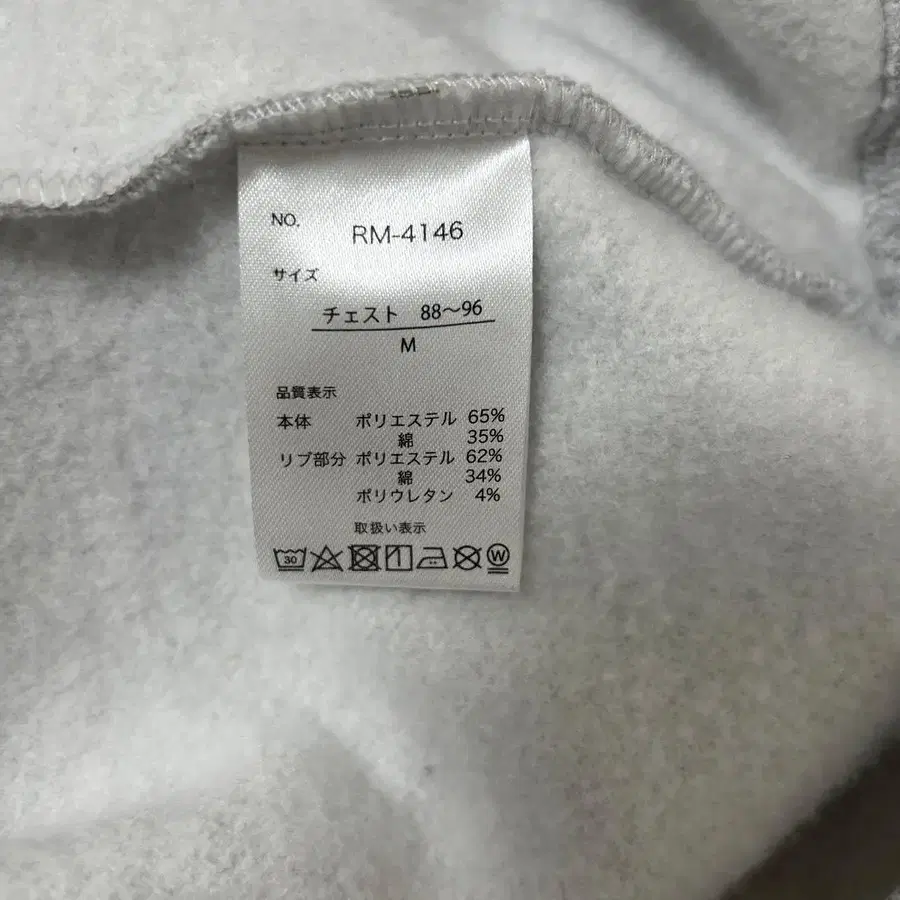 NO.
RM-4146
サイズ
チェスト 88〜96
M
品質表示
本体 ポリエステル 65%
綿 35%
リブ部分 ポリエステル 62%
綿 34%
ポリウレタン 4%
取扱い表示
30 W